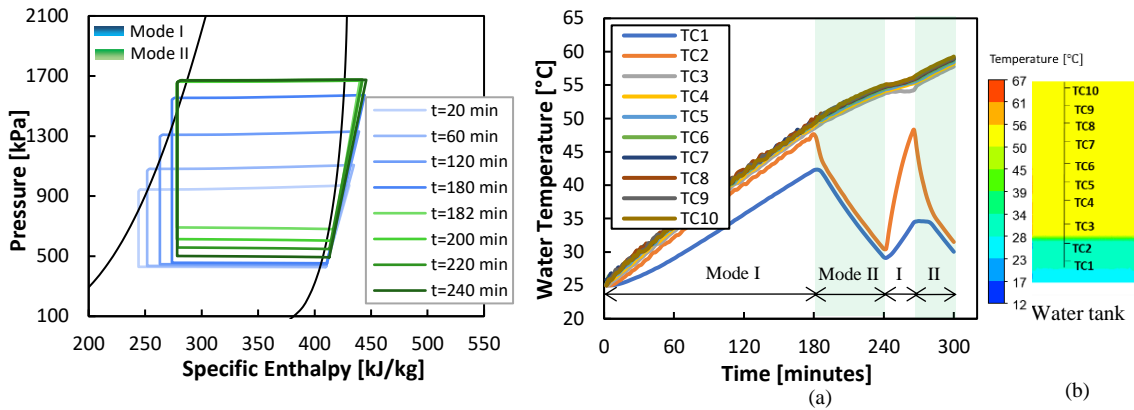 2100
1700
1300
900
500
100
Pressure [kPa]
200 250 300 350 400 450 500 550
Specific Enthalpy [kJ/kg]
Mode I
Mode II
t=20 min
t=60 min
t=120 min
t=180 min
t=182 min
t=200 min
t=220 min
t=240 min
65
60
55
50
45
40
35
30
25
20
Water Temperature [°C]
0 60 120 180 240 300
Time [minutes]
TC1
TC2
TC3
TC4
TC5
TC6
TC7
TC8
TC9
TC10
Mode I
Mode II
I
II
(a)
Temperature [°C]
67
61
56
50
45
39
34
28
23
17
12
TC10
TC9
TC8
TC7
TC6
TC5
TC4
TC3
TC2
TC1
Water tank
(b)